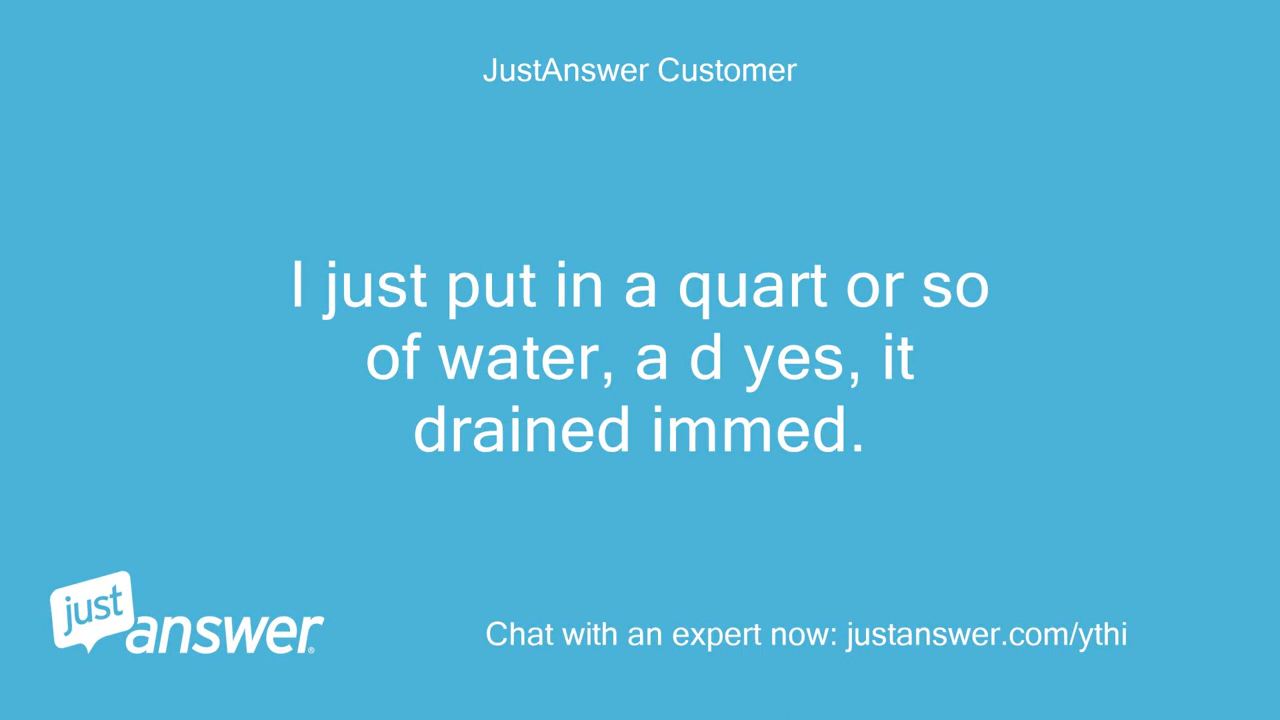 JustAnswer Customer
I just put in a quart or so
of water, a d yes, it
drained immed.
just
answer®
Chat with an expert now: justanswer.com/ythi